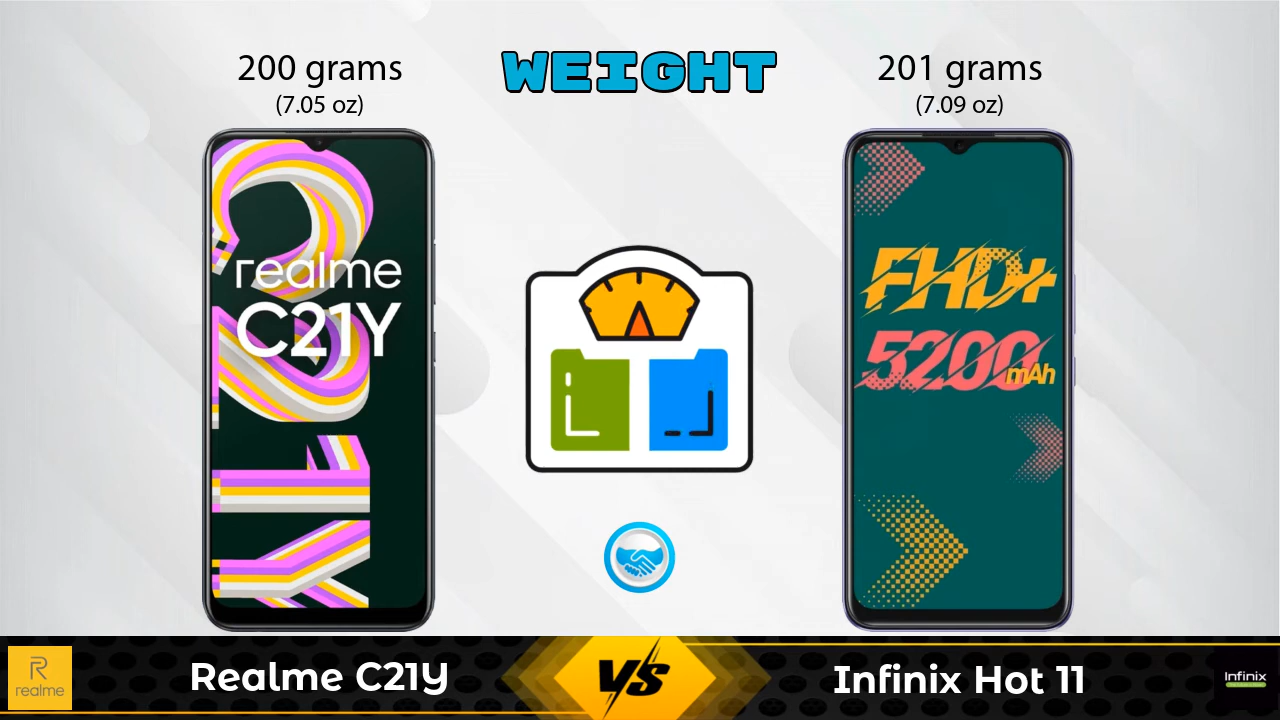 WEIGHT
200 grams
(7.05 oz)
201 grams
(7.09 oz)
realme
C21Y
C21Y
FHD+
5200mAh
realme
Realme C21Y
VS
Infinix Hot 11
Infinix